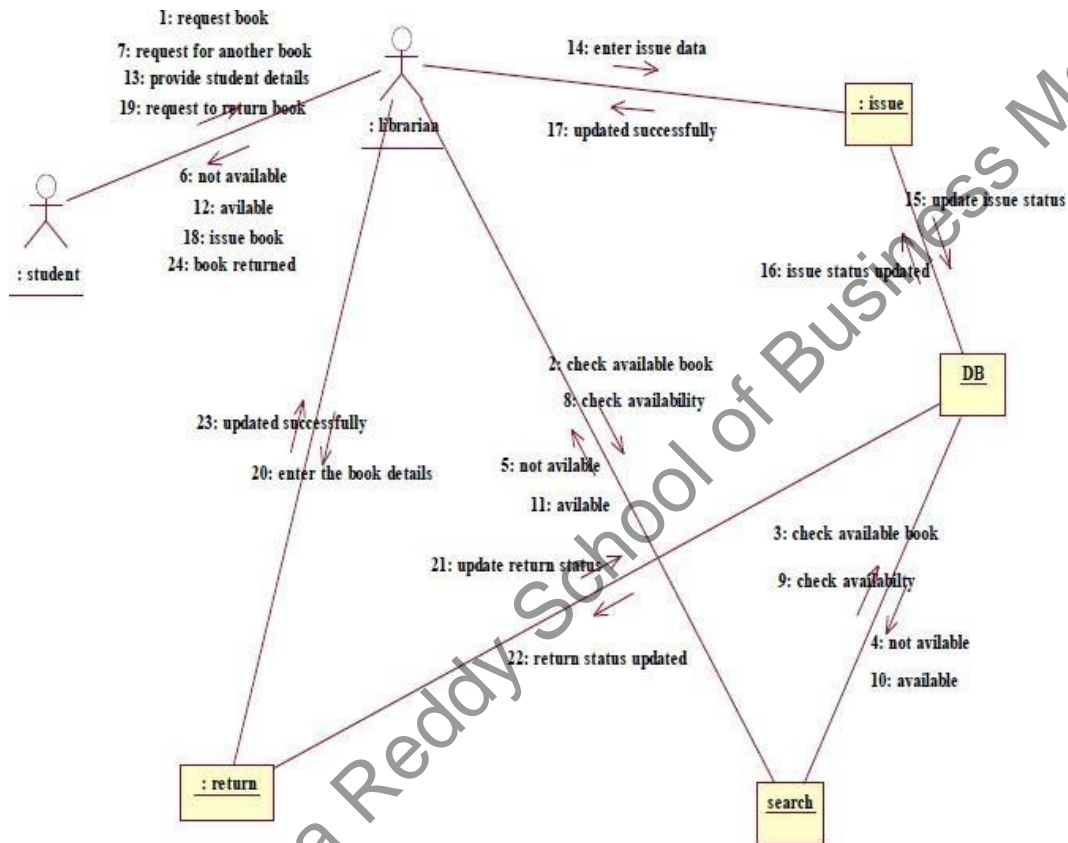 1: request book
7: request for another book
13: provide student details
19: request to return book
: librarian
14: enter issue data
: issue
17: updated successfully
6: not available
12: avilable
18: issue book
24: book returned
: student
15: update issue status
16: issue status updated
2: check available book
8: check availability
DB
23: updated successfully
20: enter the book details
5: not avilable
11: avilable
3: check available book
9: check availabilty
21: update return status
22: return status updated
4: not avilable
10: available
: return
search
a Reddy School of Business